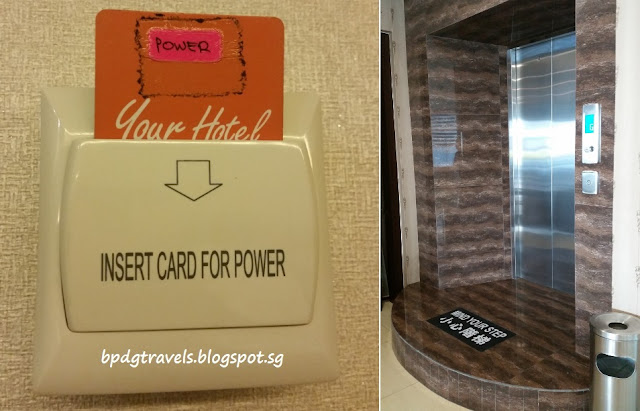 POWER
Your Hotel
INSERT CARD FOR POWER
bpdgtravels.blogspot.sg
MIND YOUR STEP
小心階梯